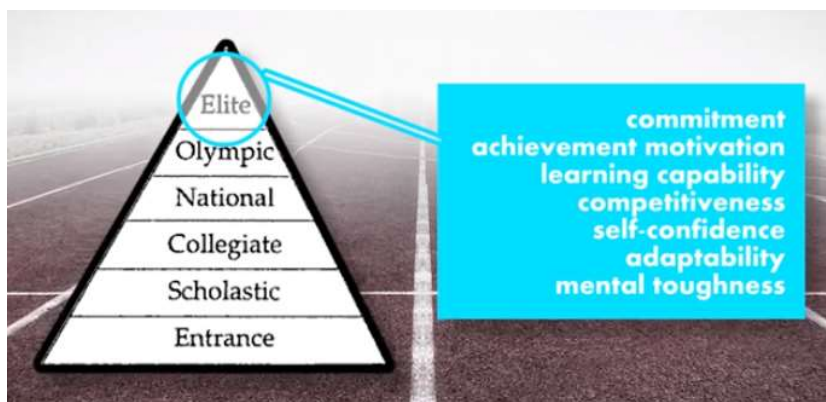 Elite
Olympic
National
Collegiate
Scholastic
Entrance
commitment
achievement motivation
learning capability
competitiveness
self-confidence
adaptability
mental toughness